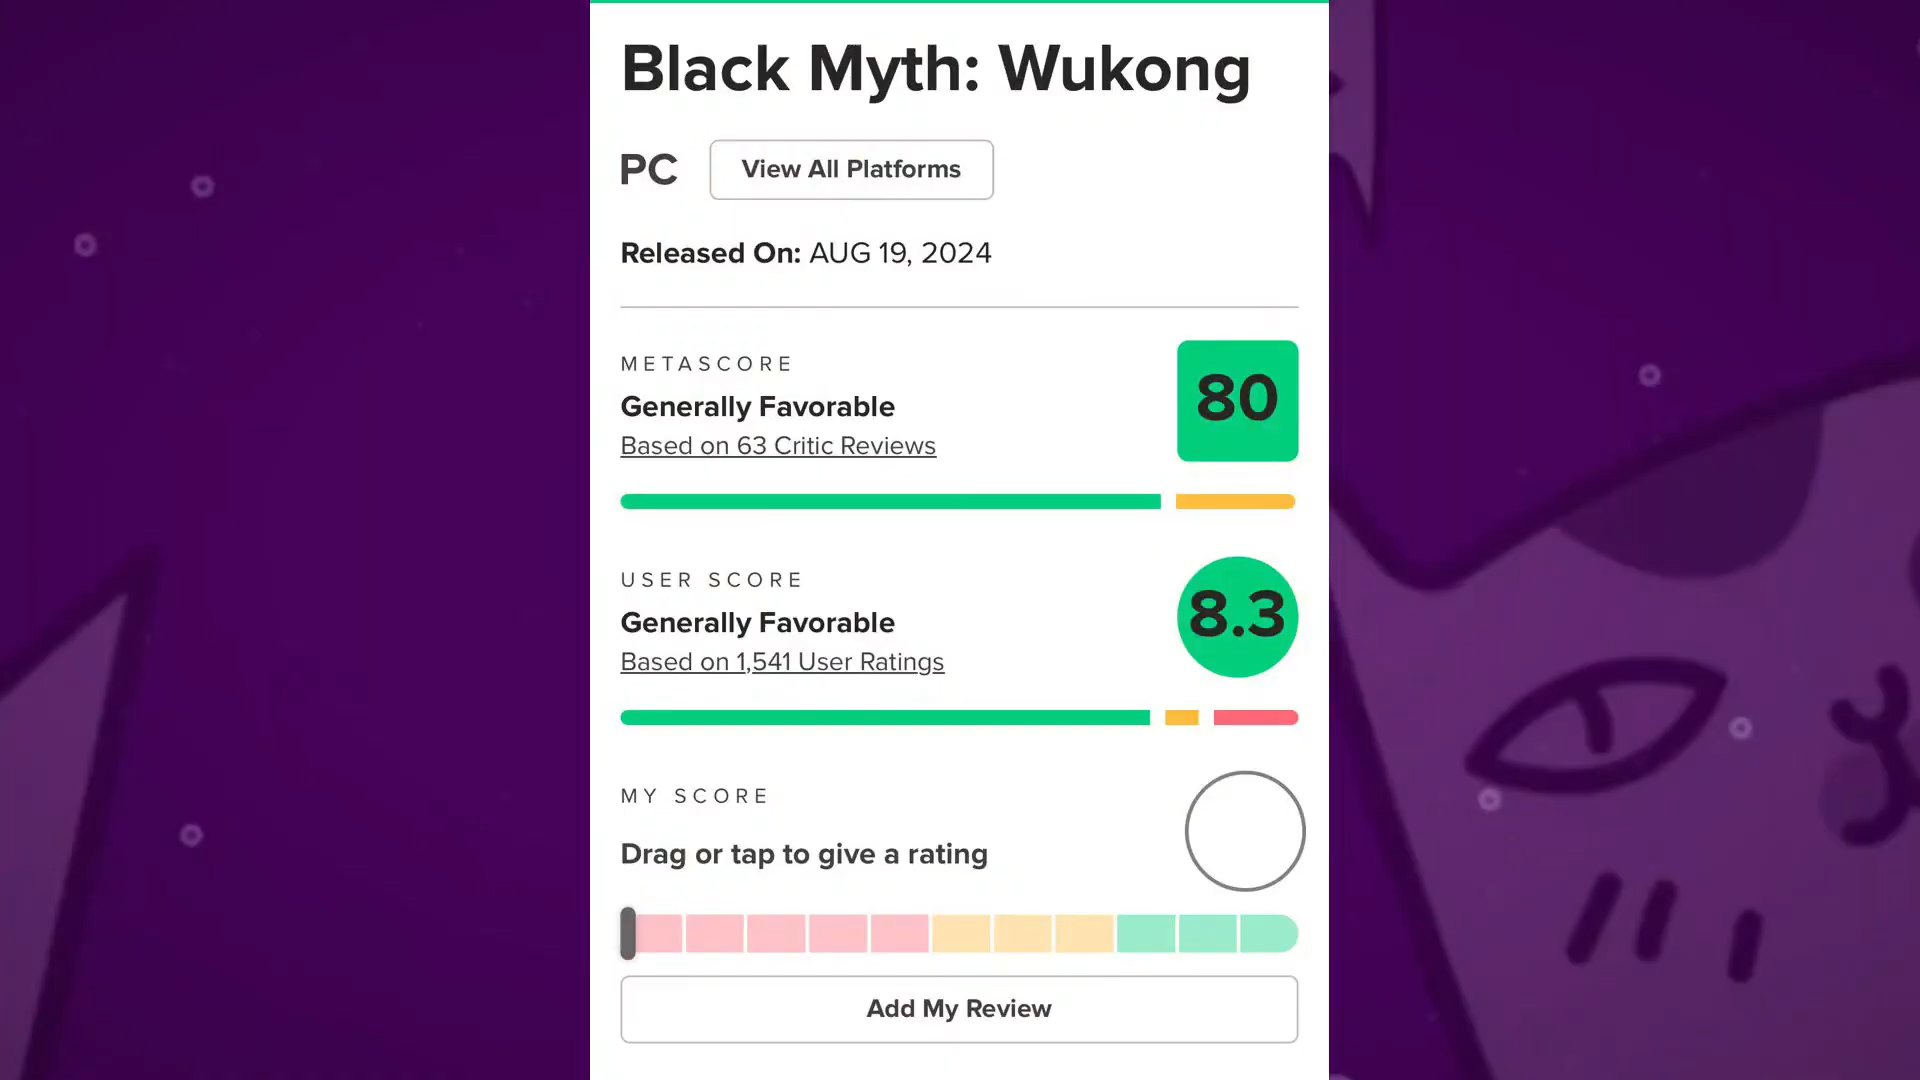 Black Myth: Wukong
PC
View All Platforms
Released On: AUG 19, 2024
METASCORE
Generally Favorable
Based on 63 Critic Reviews
80
USER SCORE
Generally Favorable
Based on 1,541 User Ratings
8.3
MY SCORE
Drag or tap to give a rating
Add My Review